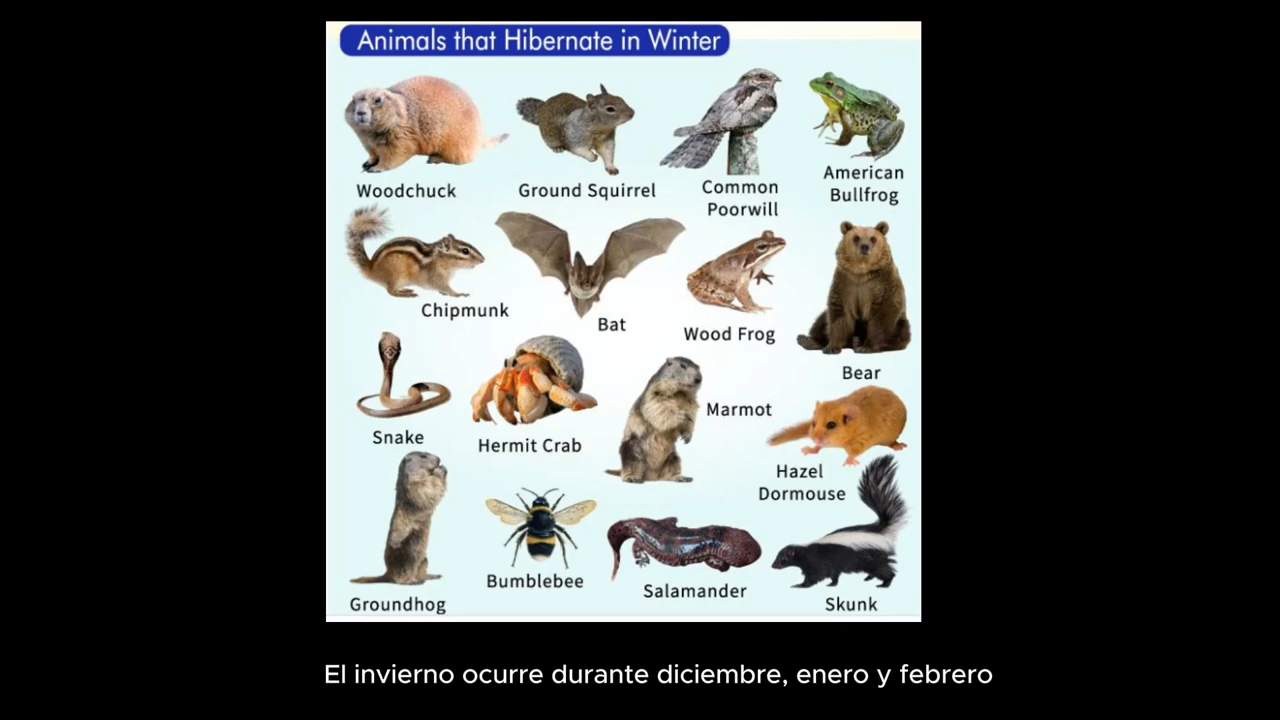 Animals that Hibernate in Winter
Woodchuck
Ground Squirrel
Common
Poorwill
American
Bullfrog
Chipmunk
Bat
Wood Frog
Bear
Snake
Hermit Crab
Marmot
Hazel
Dormouse
Groundhog
Bumblebee
Salamander
Skunk
El invierno ocurre durante diciembre, enero y febrero